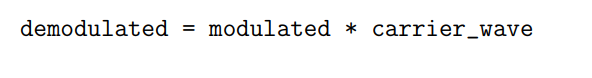 demodulated = modulated * carrier_wave